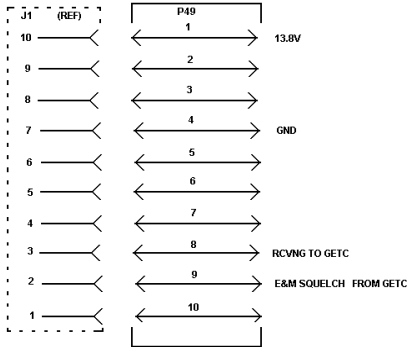 J1 (REF) P49
10 1 13.8V
9 2
8 3
7 4 GND
6 5
5 6
4 7
3 8 RCVNG TO GETC
2 9 E&M SQUELCH FROM GETC
1 10